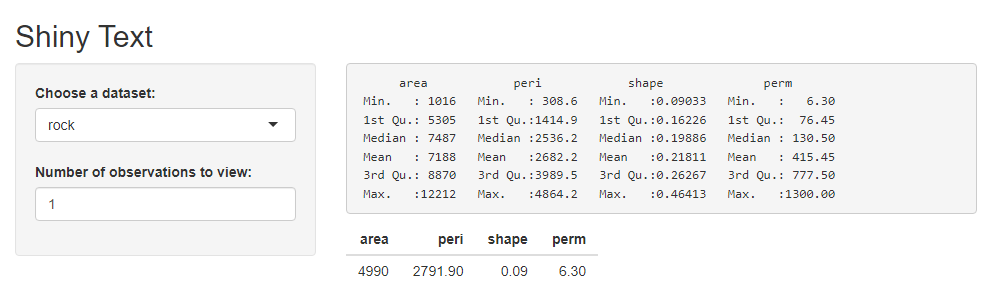 Shiny Text
Choose a dataset:
rock
Number of observations to view:
1
area peri shape perm
Min. : 1016 Min. : 308.6 Min. :0.09033 Min. : 6.30
1st Qu.: 5305 1st Qu.:1414.9 1st Qu.:0.16226 1st Qu.: 76.45
Median : 7487 Median :2536.2 Median :0.19886 Median : 130.50
Mean : 7188 Mean :2682.2 Mean :0.21811 Mean : 415.45
3rd Qu.: 8870 3rd Qu.:3989.5 3rd Qu.:0.26267 3rd Qu.: 777.50
Max. :12212 Max. :4864.2 Max. :0.46413 Max. :1300.00
area peri shape perm
4990 2791.90 0.09 6.30